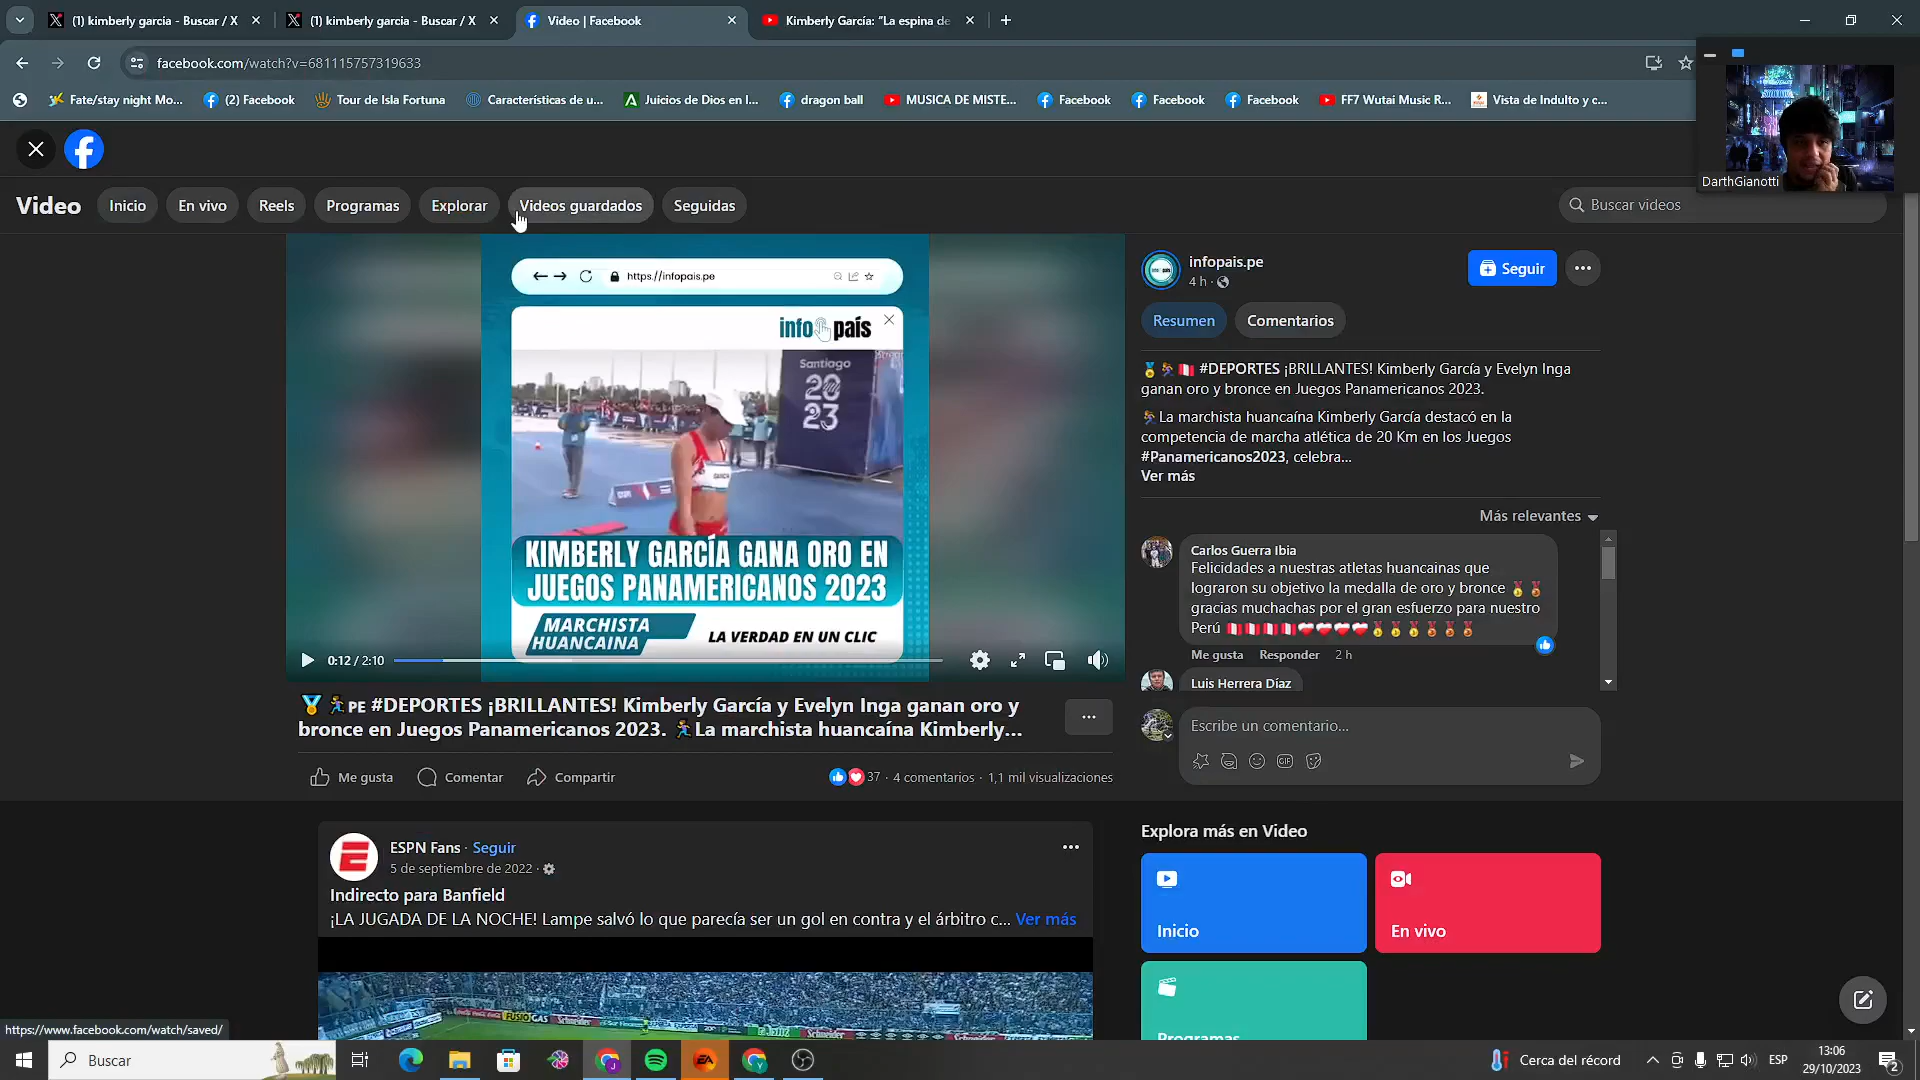 (1) kimberly garcia - Buscar / X
(1) kimberly garcia - Buscar / X
Video | Facebook
Kimberly García: "La espina de
facebook.com/watch?v=681115757319633
Fate/stay night Mo...
(2) Facebook
Tour de Isla Fortuna
Características de u...
Juicios de Dios en l...
dragon ball
MUSICA DE MISTE...
Facebook
Facebook
Facebook
FF7 Wutai Music R...
Vista de Indulto y c...
DarthGianotti
Video
Inicio
En vivo
Reels
Programas
Explorar
Videos guardados
Seguidas
Buscar videos
https://infopais.pe
info país
Santiago
2023
GARCIA
KIMBERLY GARCÍA GANA ORO EN
JUEGOS PANAMERICANOS 2023
MARCHISTA
HUANCAINA
LA VERDAD EN UN CLIC
0:12 / 2:10
infopais.pe
4 h
Seguir
Resumen
Comentarios
🏅🏃🇵🇪 #DEPORTES ¡BRILLANTES! Kimberly García y Evelyn Inga
ganan oro y bronce en Juegos Panamericanos 2023.
🏃La marchista huancaína Kimberly García destacó en la
competencia de marcha atlética de 20 Km en los Juegos
#Panamericanos2023, celebra...
Ver más
Más relevantes
Carlos Guerra Ibia
Felicidades a nuestras atletas huancainas que
lograron su objetivo la medalla de oro y bronce 🥇🥉
gracias muchachas por el gran esfuerzo para nuestro
Perú 🇵🇪🇵🇪🇵🇪🇵🇪❤️🤍❤️🤍❤️🥇🥇🥇🥉🥉🥉
Me gusta Responder 2 h
Luis Herrera Díaz
Escribe un comentario...
GIF
🏅🏃PE #DEPORTES ¡BRILLANTES! Kimberly García y Evelyn Inga ganan oro y
bronce en Juegos Panamericanos 2023. 🏃La marchista huancaína Kimberly...
Me gusta
Comentar
Compartir
37 · 4 comentarios · 1,1 mil visualizaciones
ESPN Fans · Seguir
5 de septiembre de 2022 ·
Indirecto para Banfield
¡LA JUGADA DE LA NOCHE! Lampe salvó lo que parecía ser un gol en contra y el árbitro c... Ver más
FUSIOGAS
Schneider
Schneider
Explora más en Video
Inicio
En vivo
Programas
https://www.facebook.com/watch/saved/
Buscar
EA
Cerca del récord
ESP
13:06
29/10/2023
2